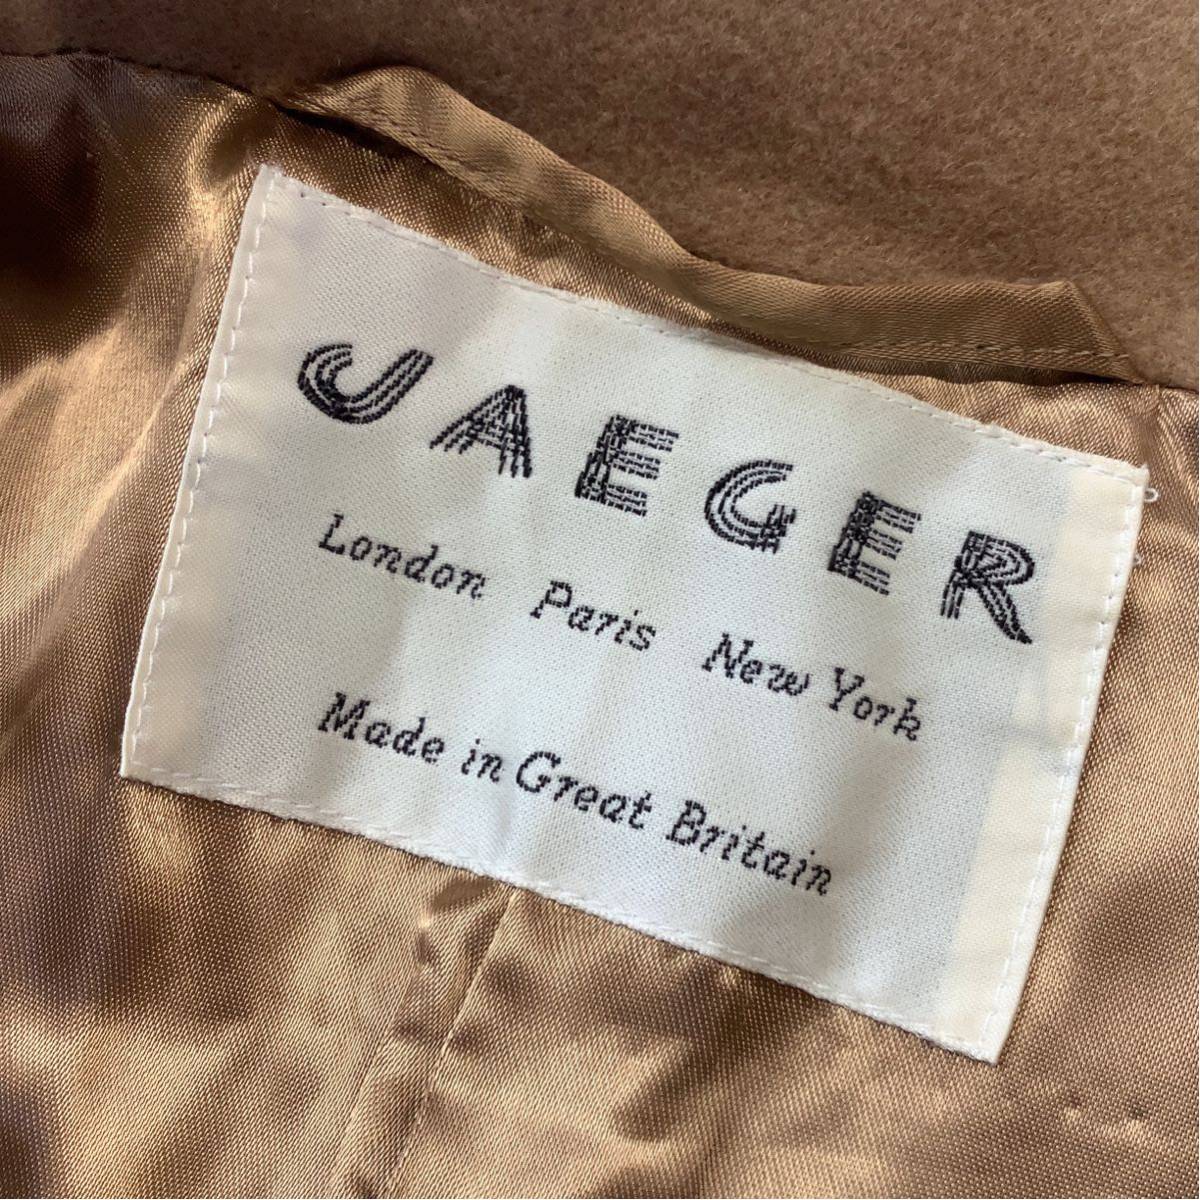 JAEGER
London Paris New York
Made in Great Britain